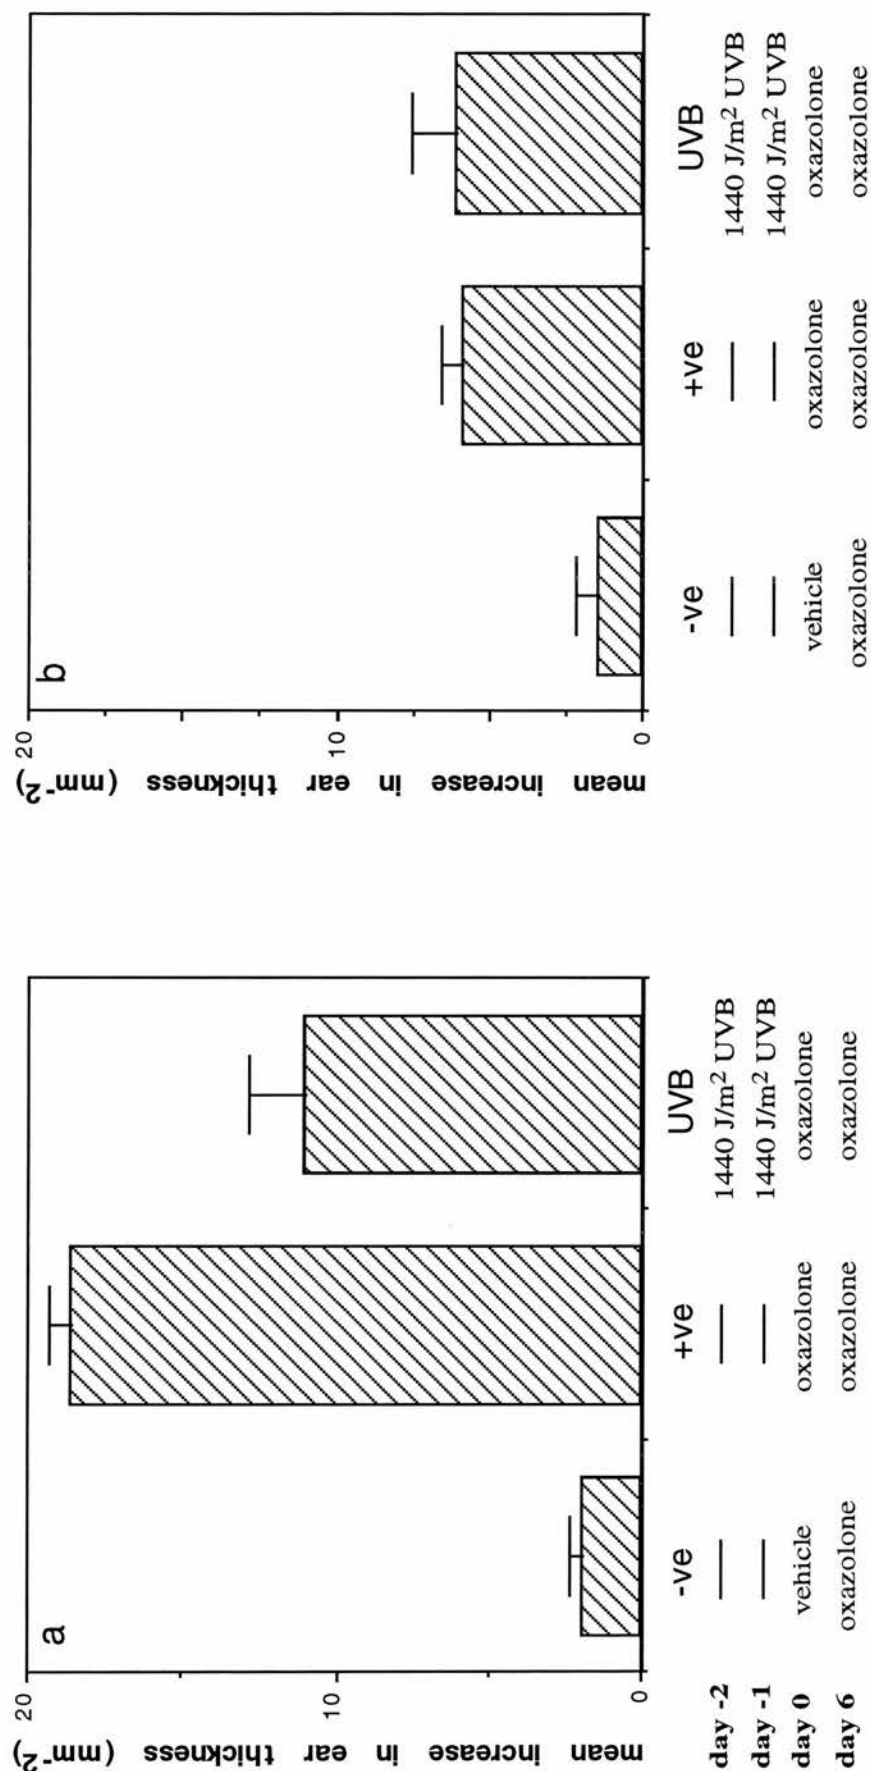 a
mean increase in ear thickness (mm⁻²)
20
10
0
-ve +ve UVB
day -2 — — 1440 J/m² UVB
day -1 — — 1440 J/m² UVB
day 0 vehicle oxazolone oxazolone
day 6 oxazolone oxazolone oxazolone
b
mean increase in ear thickness (mm⁻²)
20
10
0
-ve +ve UVB
— — 1440 J/m² UVB
— — 1440 J/m² UVB
vehicle oxazolone oxazolone
oxazolone oxazolone oxazolone